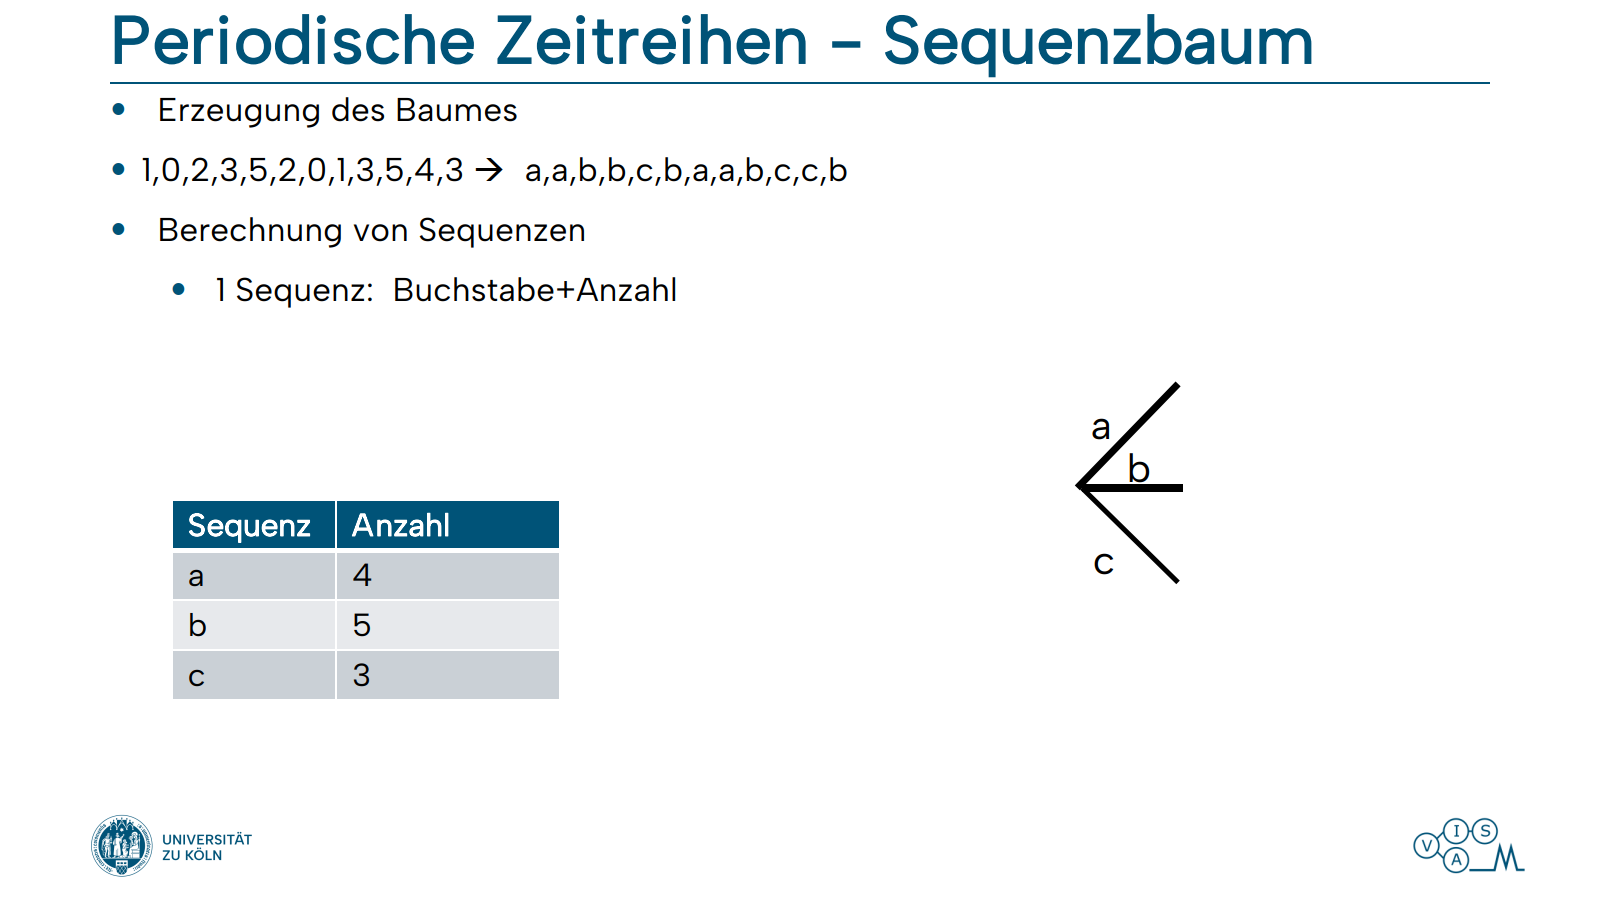 Periodische Zeitreihen – Sequenzbaum
• Erzeugung des Baumes
• 1,0,2,3,5,2,0,1,3,5,4,3 → a,a,b,b,c,b,a,a,b,c,c,b
• Berechnung von Sequenzen
• 1 Sequenz: Buchstabe+Anzahl
a
b
c
Sequenz Anzahl
a 4
b 5
c 3
UNIVERSITÄT
ZU KÖLN
V I S
A